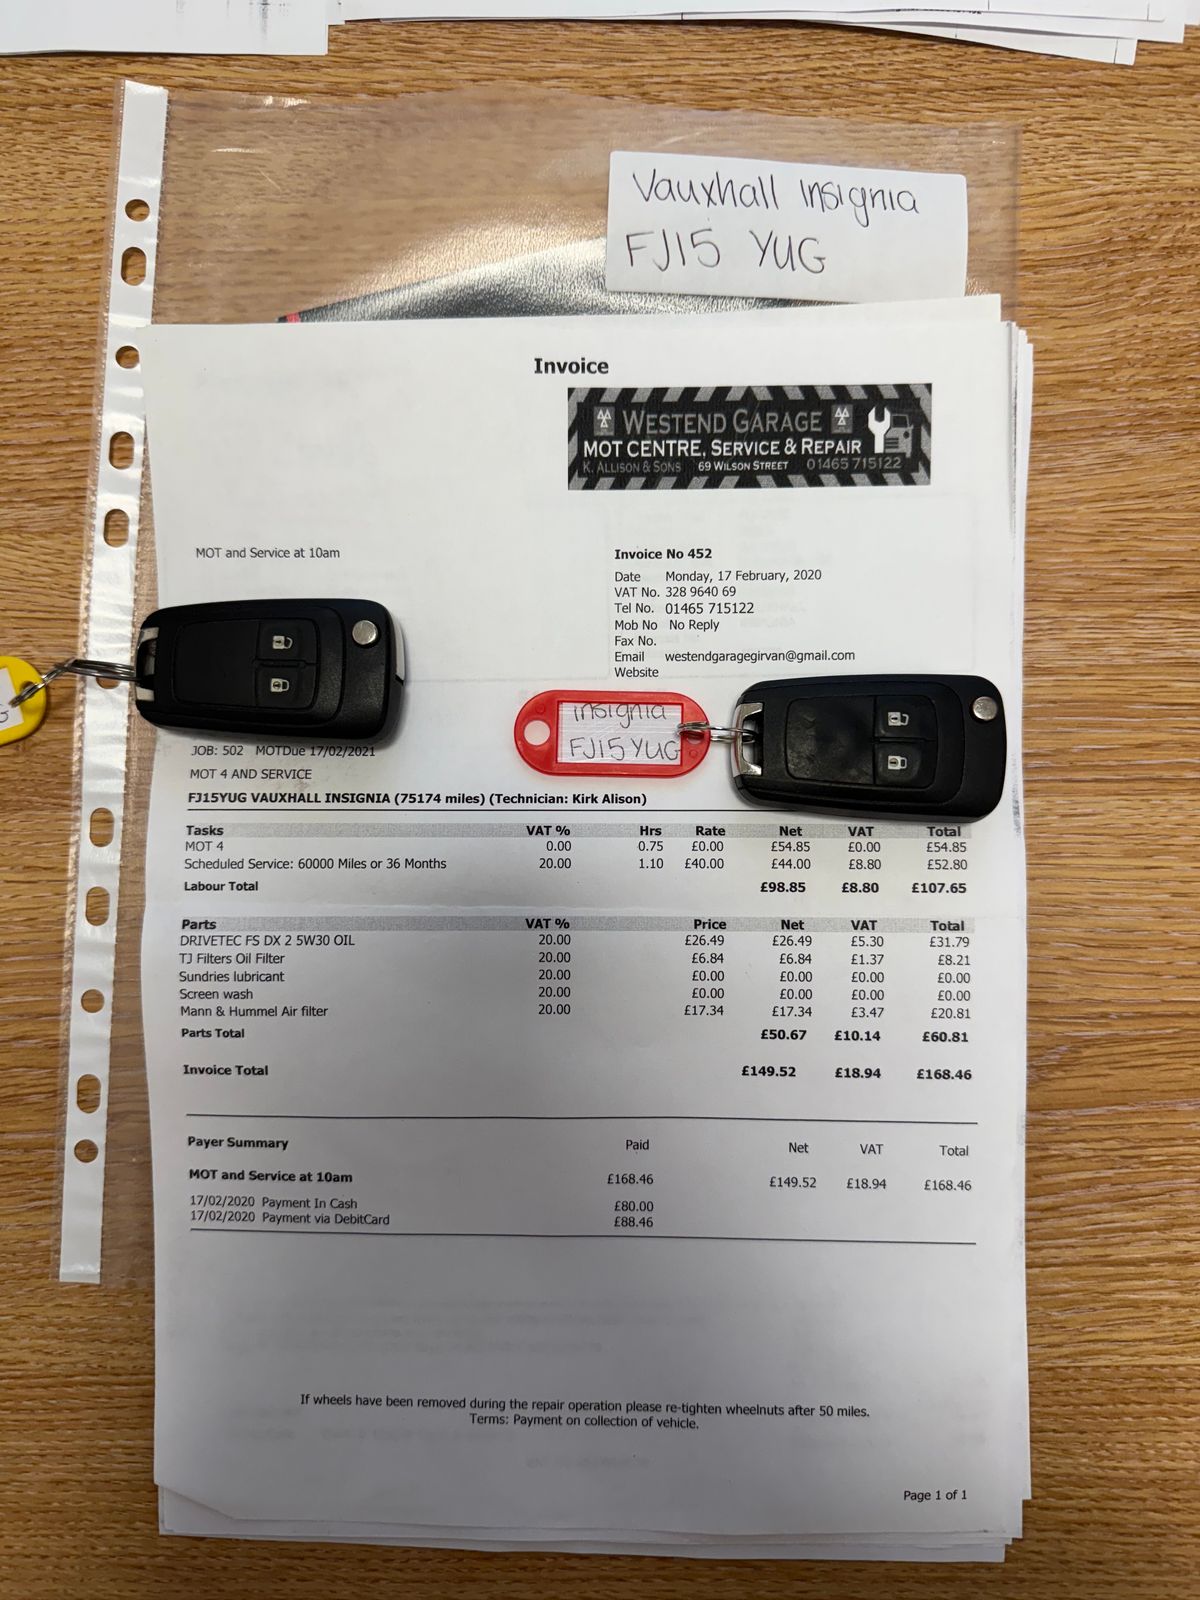 Vauxhall Insignia
FJ15 YUG
Invoice
WESTEND GARAGE
MOT CENTRE, SERVICE & REPAIR
K. ALLISON & SONS 69 WILSON STREET 01465 715122
MOT and Service at 10am
Invoice No 452
Date Monday, 17 February, 2020
VAT No. 328 9640 69
Tel No. 01465 715122
Mob No No Reply
Fax No.
Email westendgaragegirvan@gmail.com
Website
insignia
FJ15 YUG
JOB: 502 MOTDue 17/02/2021
MOT 4 AND SERVICE
FJ15YUG VAUXHALL INSIGNIA (75174 miles) (Technician: Kirk Alison)
Tasks VAT % Hrs Rate Net VAT Total
MOT 4 0.00 0.75 £0.00 £54.85 £0.00 £54.85
Scheduled Service: 60000 Miles or 36 Months 20.00 1.10 £40.00 £44.00 £8.80 £52.80
Labour Total £98.85 £8.80 £107.65
Parts VAT % Price Net VAT Total
DRIVETEC FS DX 2 5W30 OIL 20.00 £26.49 £26.49 £5.30 £31.79
TJ Filters Oil Filter 20.00 £6.84 £6.84 £1.37 £8.21
Sundries lubricant 20.00 £0.00 £0.00 £0.00 £0.00
Screen wash 20.00 £0.00 £0.00 £0.00 £0.00
Mann & Hummel Air filter 20.00 £17.34 £17.34 £3.47 £20.81
Parts Total £50.67 £10.14 £60.81
Invoice Total £149.52 £18.94 £168.46
Payer Summary Paid Net VAT Total
MOT and Service at 10am £168.46 £149.52 £18.94 £168.46
17/02/2020 Payment In Cash £80.00
17/02/2020 Payment via DebitCard £88.46
If wheels have been removed during the repair operation please re-tighten wheelnuts after 50 miles.
Terms: Payment on collection of vehicle.
Page 1 of 1